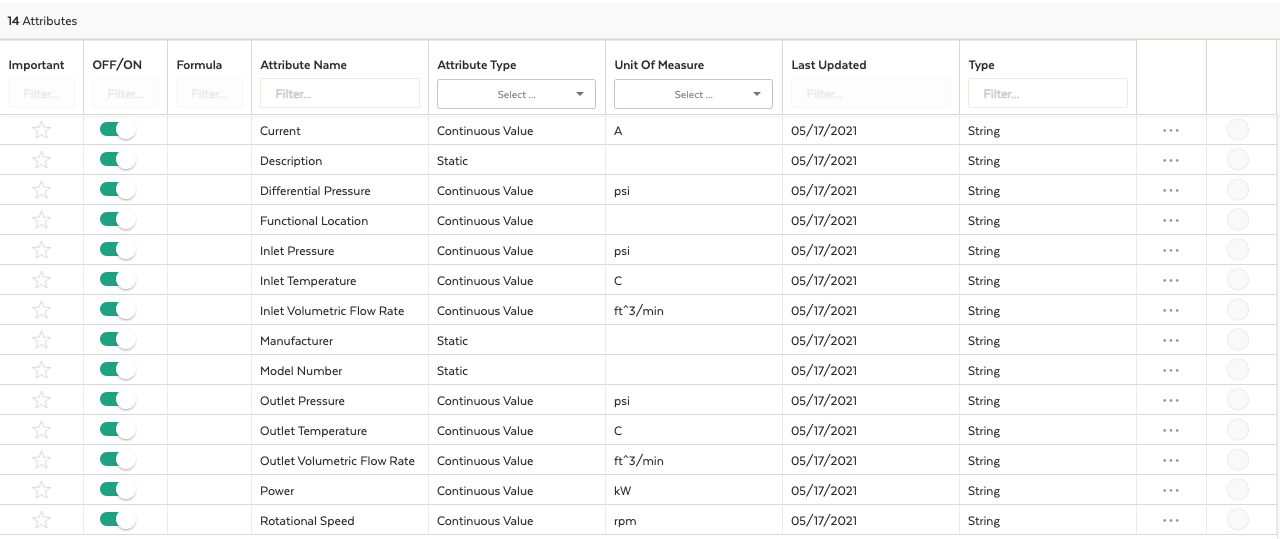 14 Attributes
Important OFF/ON Formula Attribute Name Attribute Type Unit Of Measure Last Updated Type
Filter... Filter... Filter... Filter... Select ... Select ... Filter... Filter...
Current Continuous Value A 05/17/2021 String
Description Static 05/17/2021 String
Differential Pressure Continuous Value psi 05/17/2021 String
Functional Location Continuous Value 05/17/2021 String
Inlet Pressure Continuous Value psi 05/17/2021 String
Inlet Temperature Continuous Value C 05/17/2021 String
Inlet Volumetric Flow Rate Continuous Value ft^3/min 05/17/2021 String
Manufacturer Static 05/17/2021 String
Model Number Static 05/17/2021 String
Outlet Pressure Continuous Value psi 05/17/2021 String
Outlet Temperature Continuous Value C 05/17/2021 String
Outlet Volumetric Flow Rate Continuous Value ft^3/min 05/17/2021 String
Power Continuous Value kW 05/17/2021 String
Rotational Speed Continuous Value rpm 05/17/2021 String